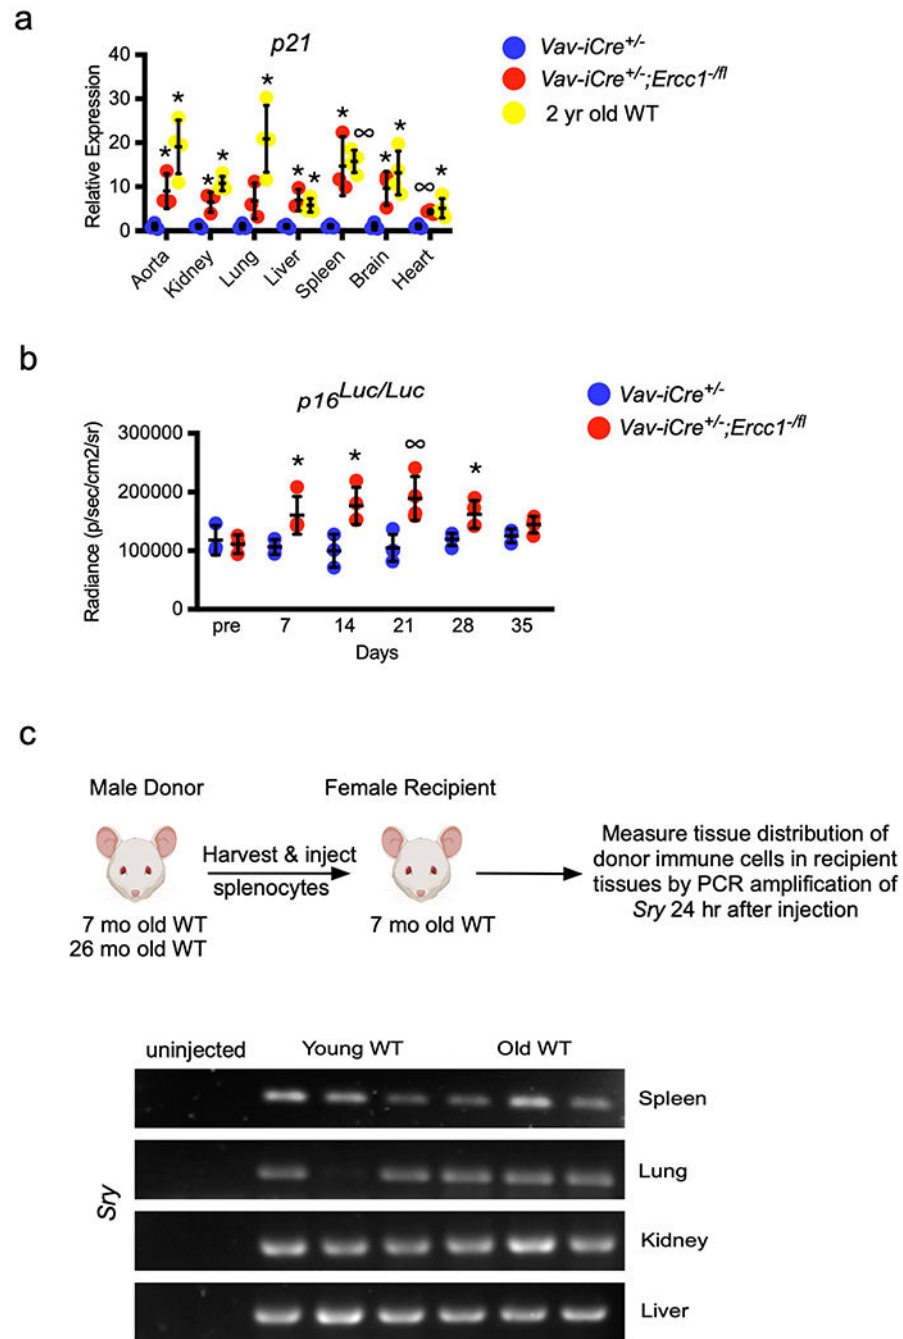 a
p21
Vav-iCre+/-
Vav-iCre+/-;Ercc1-/fl
2 yr old WT
Relative Expression
40
30
20
10
0
* * * * * * * * * ∞ * * ∞ *
Aorta
Kidney
Lung
Liver
Spleen
Brain
Heart
b
p16Luc/Luc
Vav-iCre+/-
Vav-iCre+/-;Ercc1-/fl
Radiance (p/sec/cm2/sr)
300000
200000
100000
0
* * ∞ *
pre 7 14 21 28 35
Days
c
Male Donor
Female Recipient
Harvest & inject
splenocytes
7 mo old WT
26 mo old WT
7 mo old WT
Measure tissue distribution of
donor immune cells in recipient
tissues by PCR amplification of
Sry 24 hr after injection
uninjected Young WT Old WT
Sry
Spleen
Lung
Kidney
Liver